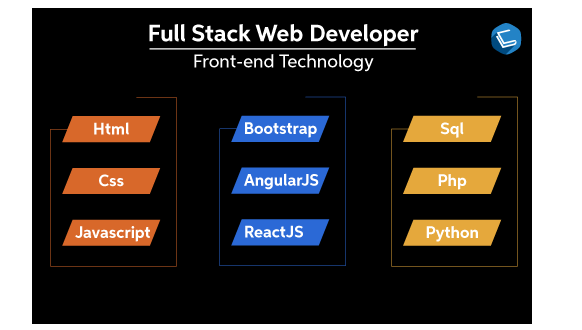 Full Stack Web Developer
Front-end Technology
Html
Css
Javascript
Bootstrap
AngularJS
ReactJS
Sql
Php
Python